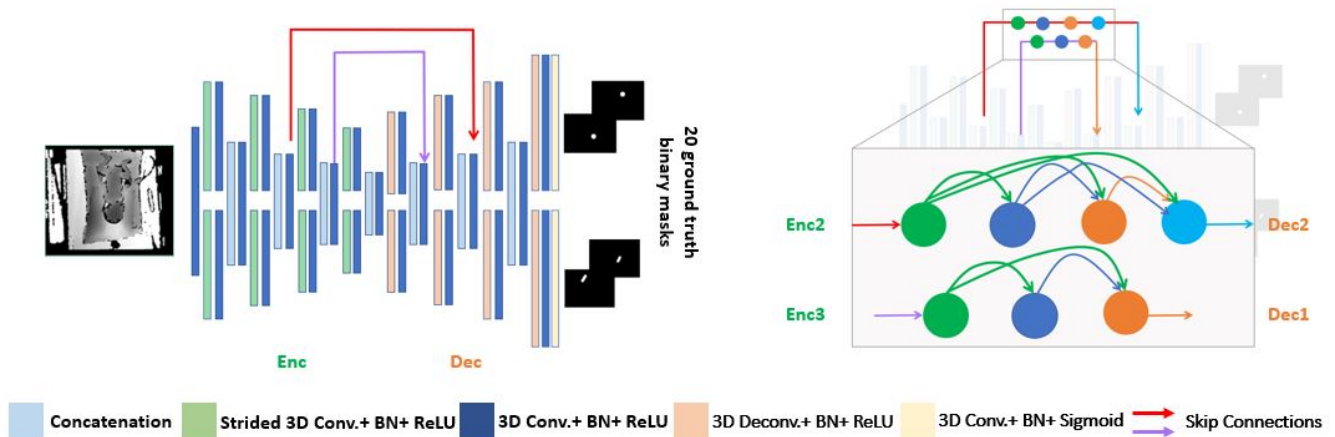 20 ground truth
binary masks
Enc
Dec
Enc2
Dec2
Enc3
Dec1
Concatenation
Strided 3D Conv.+ BN+ ReLU
3D Conv.+ BN+ ReLU
3D Deconv.+ BN+ ReLU
3D Conv.+ BN+ Sigmoid
Skip Connections